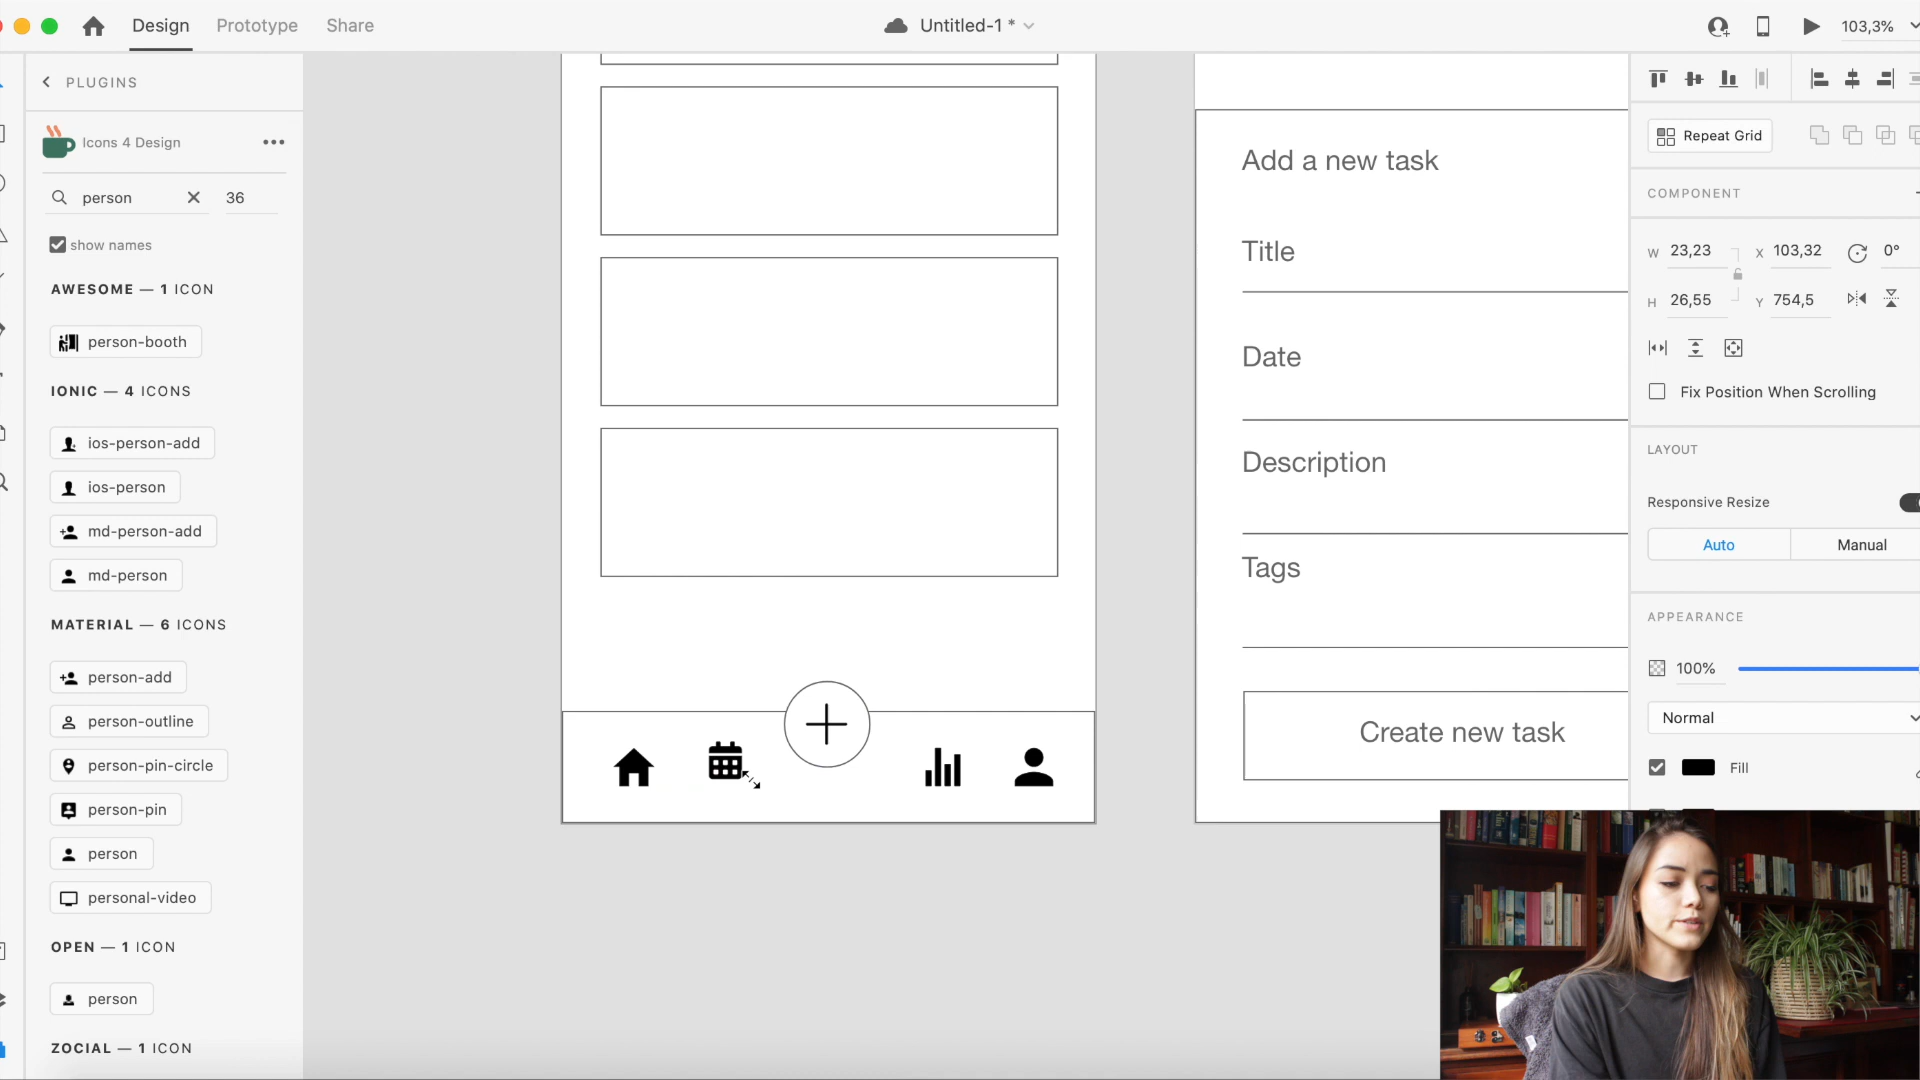 Design Prototype Share
Untitled-1 *
103,3%
PLUGINS
Icons 4 Design
person 36
show names
AWESOME — 1 ICON
person-booth
IONIC — 4 ICONS
ios-person-add
ios-person
md-person-add
md-person
MATERIAL — 6 ICONS
person-add
person-outline
person-pin-circle
person-pin
person
personal-video
OPEN — 1 ICON
person
ZOCIAL — 1 ICON
Add a new task
Title
Date
Description
Tags
Create new task
Repeat Grid
COMPONENT
W 23,23 X 103,32 0°
H 26,55 Y 754,5
Fix Position When Scrolling
LAYOUT
Responsive Resize
Auto Manual
APPEARANCE
100%
Normal
Fill